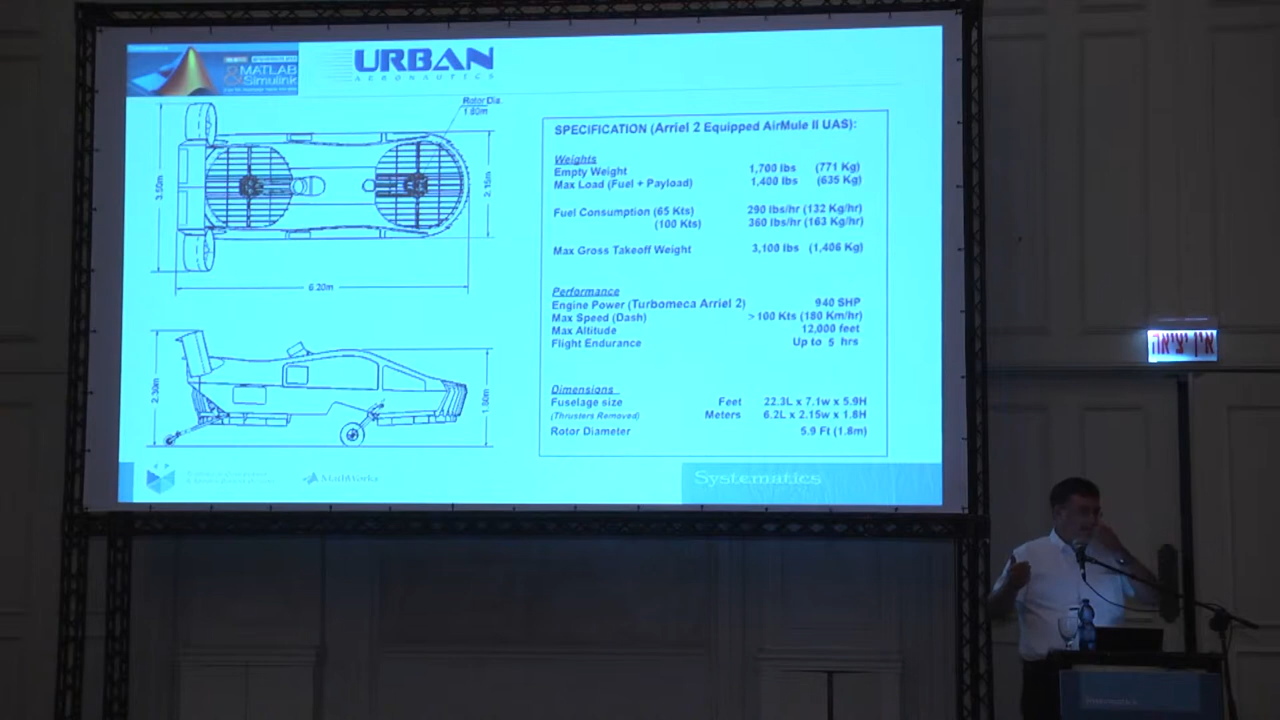 MATLAB
& Simulink
URBAN
AERONAUTICS
Rotor Dia.
1.80m
3.50m
2.15m
6.20m
2.30m
1.80m
SPECIFICATION (Arriel 2 Equipped AirMule II UAS):
Weights
Empty Weight 1,700 lbs (771 Kg)
Max Load (Fuel + Payload) 1,400 lbs (635 Kg)
Fuel Consumption (65 Kts) 290 lbs/hr (132 Kg/hr)
(100 Kts) 360 lbs/hr (163 Kg/hr)
Max Gross Takeoff Weight 3,100 lbs (1,406 Kg)
Performance
Engine Power (Turbomeca Arriel 2) 940 SHP
Max Speed (Dash) > 100 Kts (180 Km/hr)
Max Altitude 12,000 feet
Flight Endurance Up to 5 hrs
Dimensions
Fuselage size Feet 22.3L x 7.1w x 5.9H
(Thrusters Removed) Meters 6.2L x 2.15w x 1.8H
Rotor Diameter 5.9 Ft (1.8m)
MathWorks
Systematics
אין יציאה
Systematics